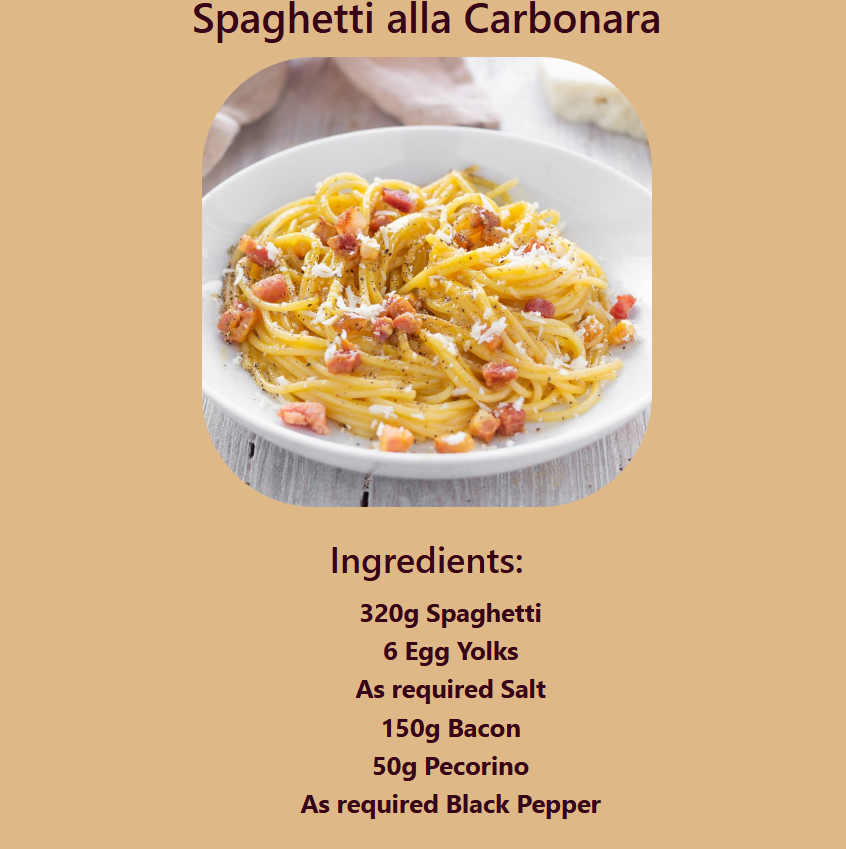 Spaghetti alla Carbonara
Ingredients:
320g Spaghetti
6 Egg Yolks
As required Salt
150g Bacon
50g Pecorino
As required Black Pepper